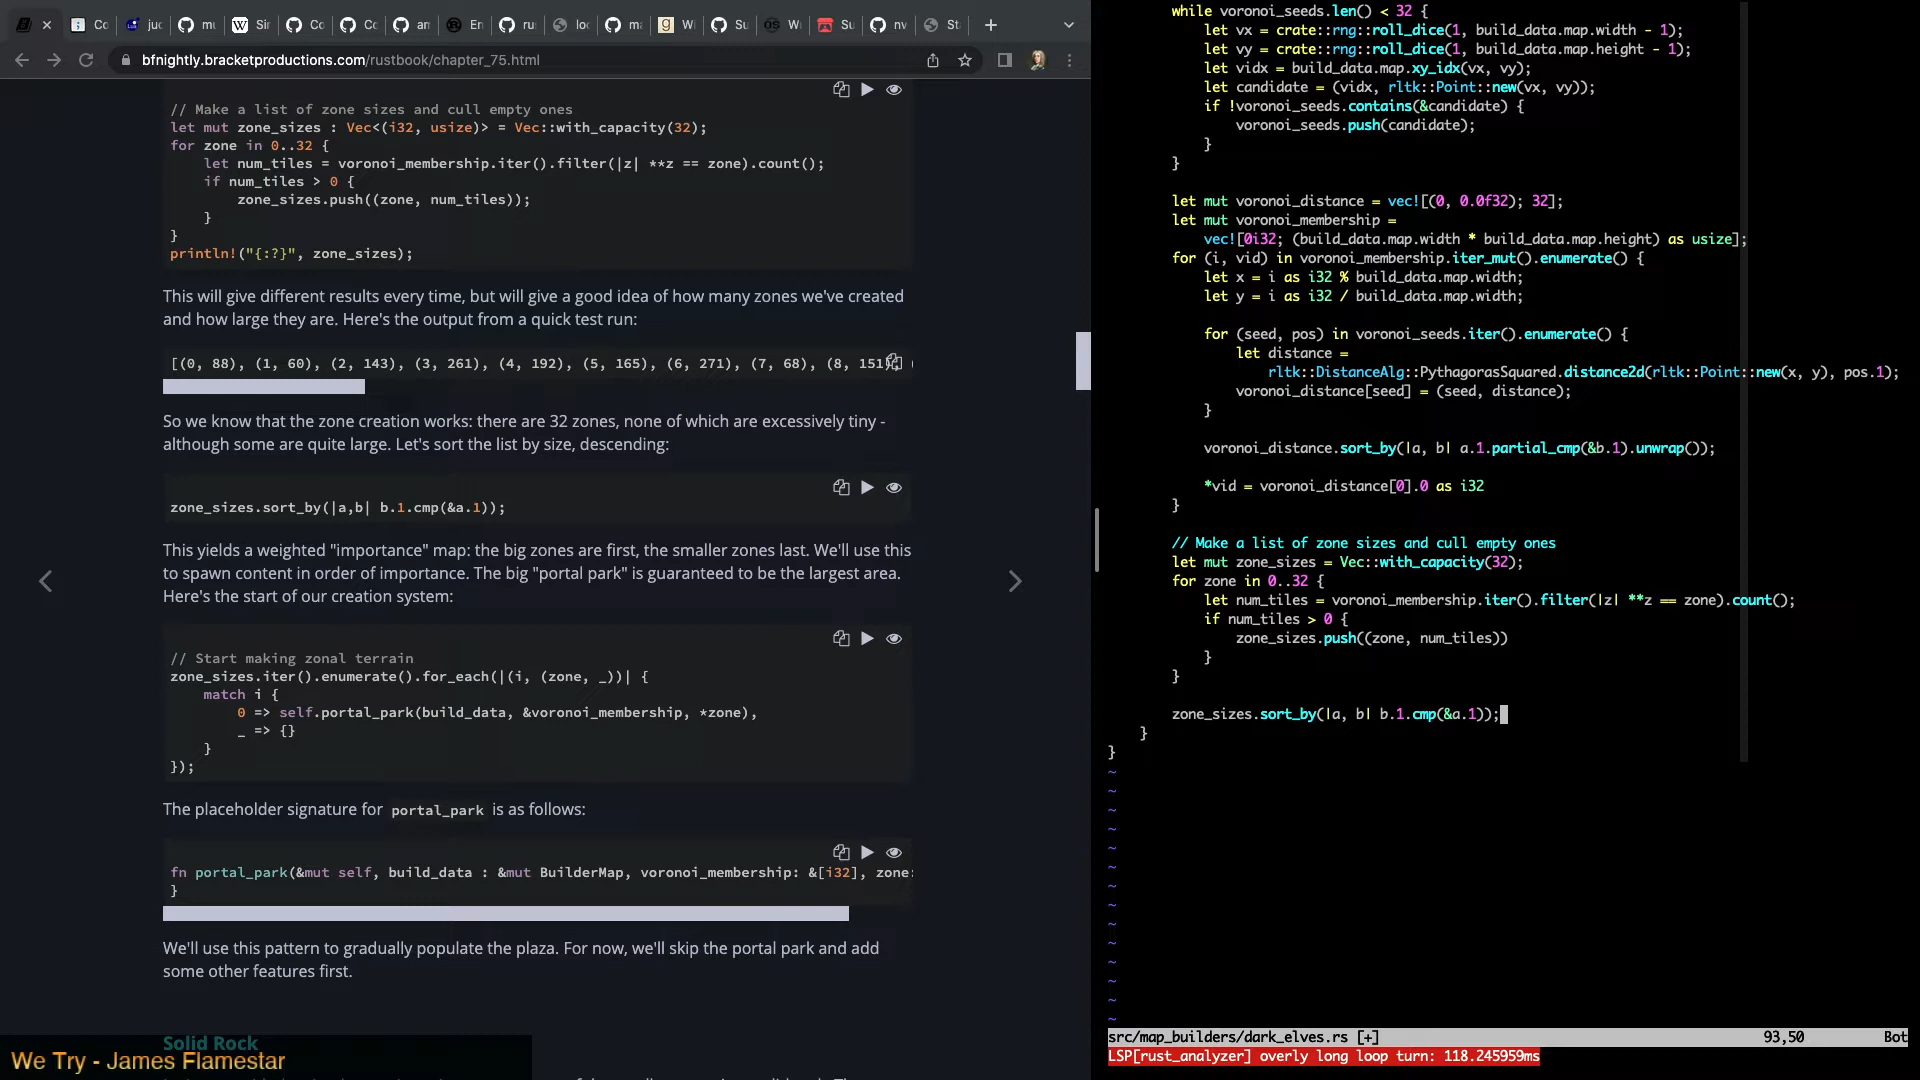 Co
juc
mu
Sir
Co
Co
am
En
rus
loc
ma
Wi
Su
Wi
Su
nv
Sta
bfnightly.bracketproductions.com/rustbook/chapter_75.html
// Make a list of zone sizes and cull empty ones
let mut zone_sizes : Vec<(i32, usize)> = Vec::with_capacity(32);
for zone in 0..32 {
    let num_tiles = voronoi_membership.iter().filter(|z| **z == zone).count();
    if num_tiles > 0 {
        zone_sizes.push((zone, num_tiles));
    }
}
println!("{:?}", zone_sizes);
This will give different results every time, but will give a good idea of how many zones we've created
and how large they are. Here's the output from a quick test run:
[(0, 88), (1, 60), (2, 143), (3, 261), (4, 192), (5, 165), (6, 271), (7, 68), (8, 151), (
So we know that the zone creation works: there are 32 zones, none of which are excessively tiny -
although some are quite large. Let's sort the list by size, descending:
zone_sizes.sort_by(|a,b| b.1.cmp(&a.1));
This yields a weighted "importance" map: the big zones are first, the smaller zones last. We'll use this
to spawn content in order of importance. The big "portal park" is guaranteed to be the largest area.
Here's the start of our creation system:
// Start making zonal terrain
zone_sizes.iter().enumerate().for_each(|(i, (zone, _))| {
    match i {
        0 => self.portal_park(build_data, &voronoi_membership, *zone),
        _ => {}
    }
});
The placeholder signature for portal_park is as follows:
fn portal_park(&mut self, build_data : &mut BuilderMap, voronoi_membership: &[i32], zone:
}
We'll use this pattern to gradually populate the plaza. For now, we'll skip the portal park and add
some other features first.
Solid Rock
We Try - James Flamestar
while voronoi_seeds.len() < 32 {
    let vx = crate::rng::roll_dice(1, build_data.map.width - 1);
    let vy = crate::rng::roll_dice(1, build_data.map.height - 1);
    let vidx = build_data.map.xy_idx(vx, vy);
    let candidate = (vidx, rltk::Point::new(vx, vy));
    if !voronoi_seeds.contains(&candidate) {
        voronoi_seeds.push(candidate);
    }
}
let mut voronoi_distance = vec![(0, 0.0f32); 32];
let mut voronoi_membership =
    vec![0i32; (build_data.map.width * build_data.map.height) as usize];
for (i, vid) in voronoi_membership.iter_mut().enumerate() {
    let x = i as i32 % build_data.map.width;
    let y = i as i32 / build_data.map.width;
    for (seed, pos) in voronoi_seeds.iter().enumerate() {
        let distance =
            rltk::DistanceAlg::PythagorasSquared.distance2d(rltk::Point::new(x, y), pos.1);
        voronoi_distance[seed] = (seed, distance);
    }
    voronoi_distance.sort_by(|a, b| a.1.partial_cmp(&b.1).unwrap());
    *vid = voronoi_distance[0].0 as i32
}
// Make a list of zone sizes and cull empty ones
let mut zone_sizes = Vec::with_capacity(32);
for zone in 0..32 {
    let num_tiles = voronoi_membership.iter().filter(|z| **z == zone).count();
    if num_tiles > 0 {
        zone_sizes.push((zone, num_tiles))
    }
}
zone_sizes.sort_by(|a, b| b.1.cmp(&a.1));
}
}
~
~
~
~
~
~
~
~
~
~
~
~
~
~
src/map_builders/dark_elves.rs [+] 93,50 Bot
LSP[rust_analyzer] overly long loop turn: 118.245959ms